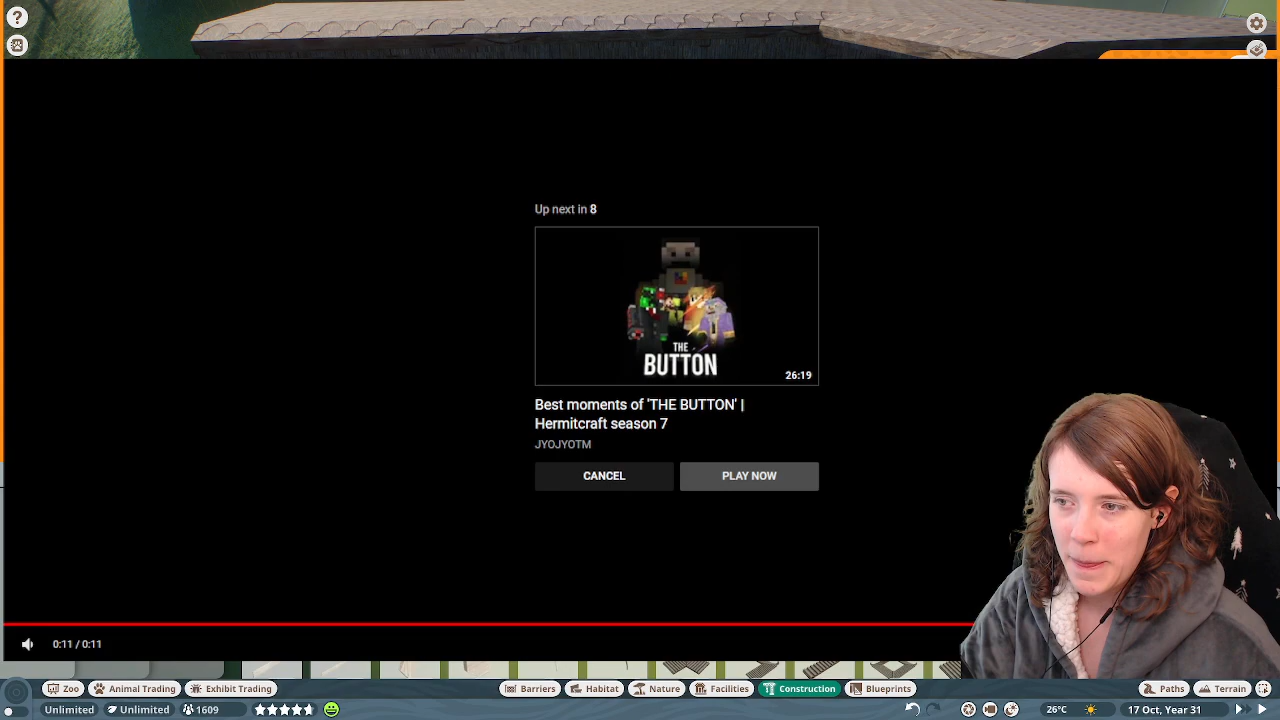 ?
Up next in 8
THE
BUTTON
26:19
Best moments of 'THE BUTTON' |
Hermitcraft season 7
JYOJYOTM
CANCEL
PLAY NOW
0:11 / 0:11
Zoo
Animal Trading
Exhibit Trading
Barriers
Habitat
Nature
Facilities
Construction
Blueprints
Paths
Terrain
Unlimited
Unlimited
1609
26°C
17 Oct, Year 31